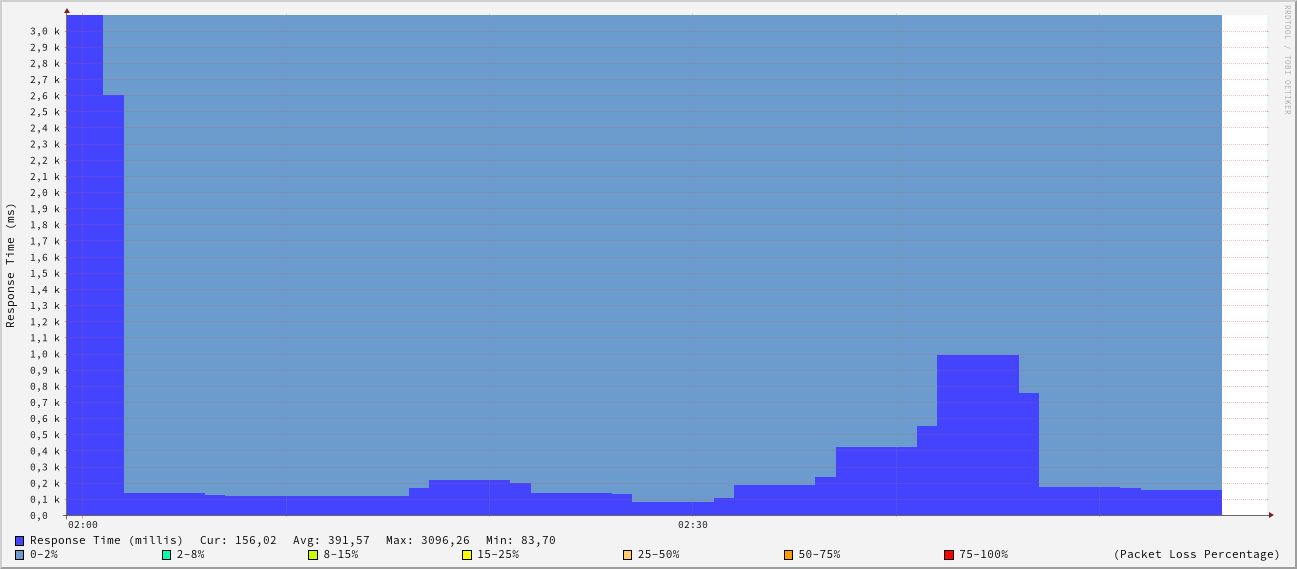 RRDTOOL / TOBI OETIKER
Response Time (ms)
3,0 k
2,9 k
2,8 k
2,7 k
2,6 k
2,5 k
2,4 k
2,3 k
2,2 k
2,1 k
2,0 k
1,9 k
1,8 k
1,7 k
1,6 k
1,5 k
1,4 k
1,3 k
1,2 k
1,1 k
1,0 k
0,9 k
0,8 k
0,7 k
0,6 k
0,5 k
0,4 k
0,3 k
0,2 k
0,1 k
0,0
02:00 02:30
Response Time (millis) Cur: 156,02 Avg: 391,57 Max: 3096,26 Min: 83,70
0-2% 2-8% 8-15% 15-25% 25-50% 50-75% 75-100% (Packet Loss Percentage)